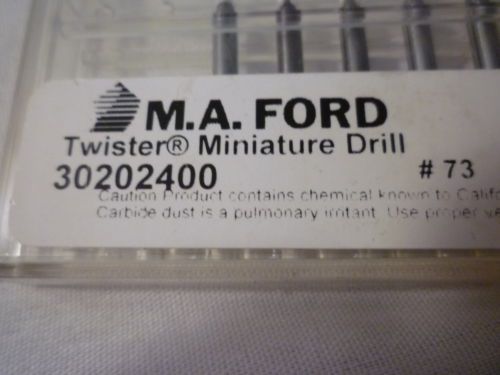 M.A. FORD
Twister® Miniature Drill
30202400 # 73
Caution Product contains chemical known to Calif
Carbide dust is a pulmonary irritant. Use proper ve